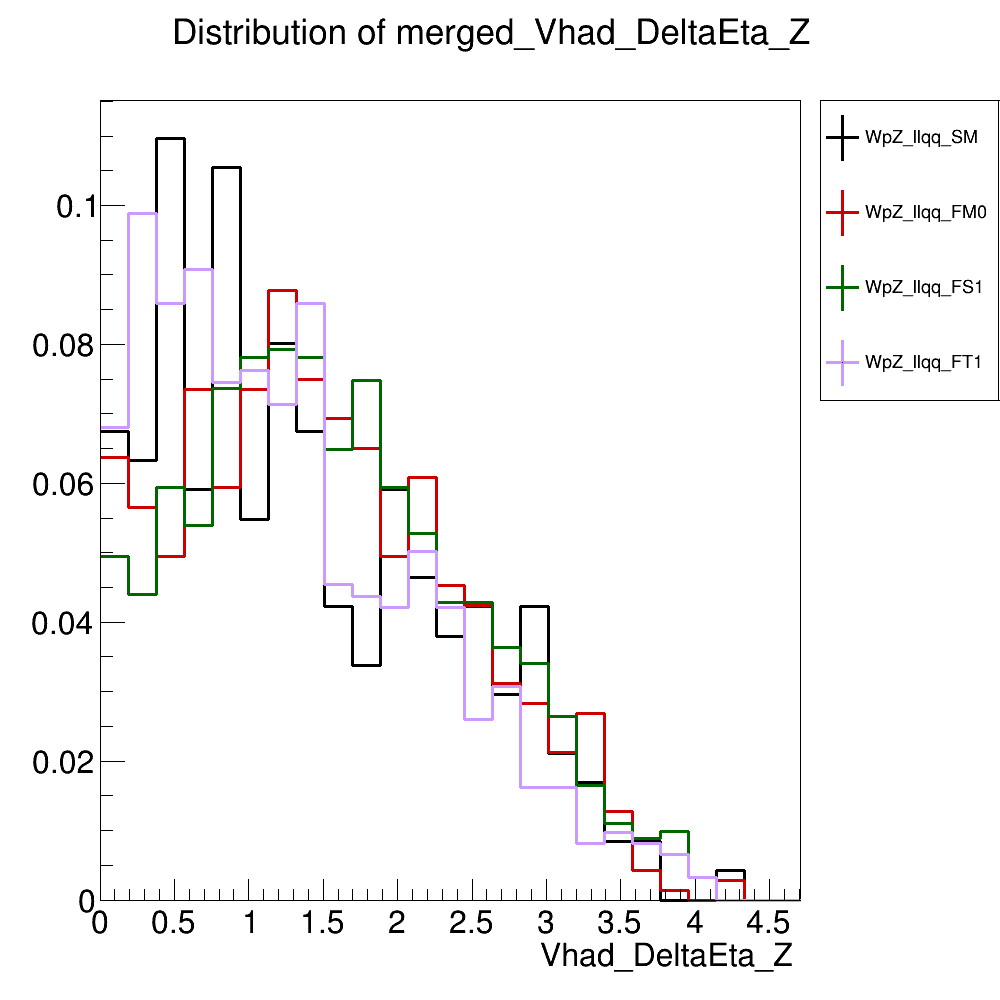 Distribution of merged_Vhad_DeltaEta_Z
WpZ_llqq_SM
WpZ_llqq_FM0
WpZ_llqq_FS1
WpZ_llqq_FT1
0.1
0.08
0.06
0.04
0.02
0
0 0.5 1 1.5 2 2.5 3 3.5 4 4.5
Vhad_DeltaEta_Z